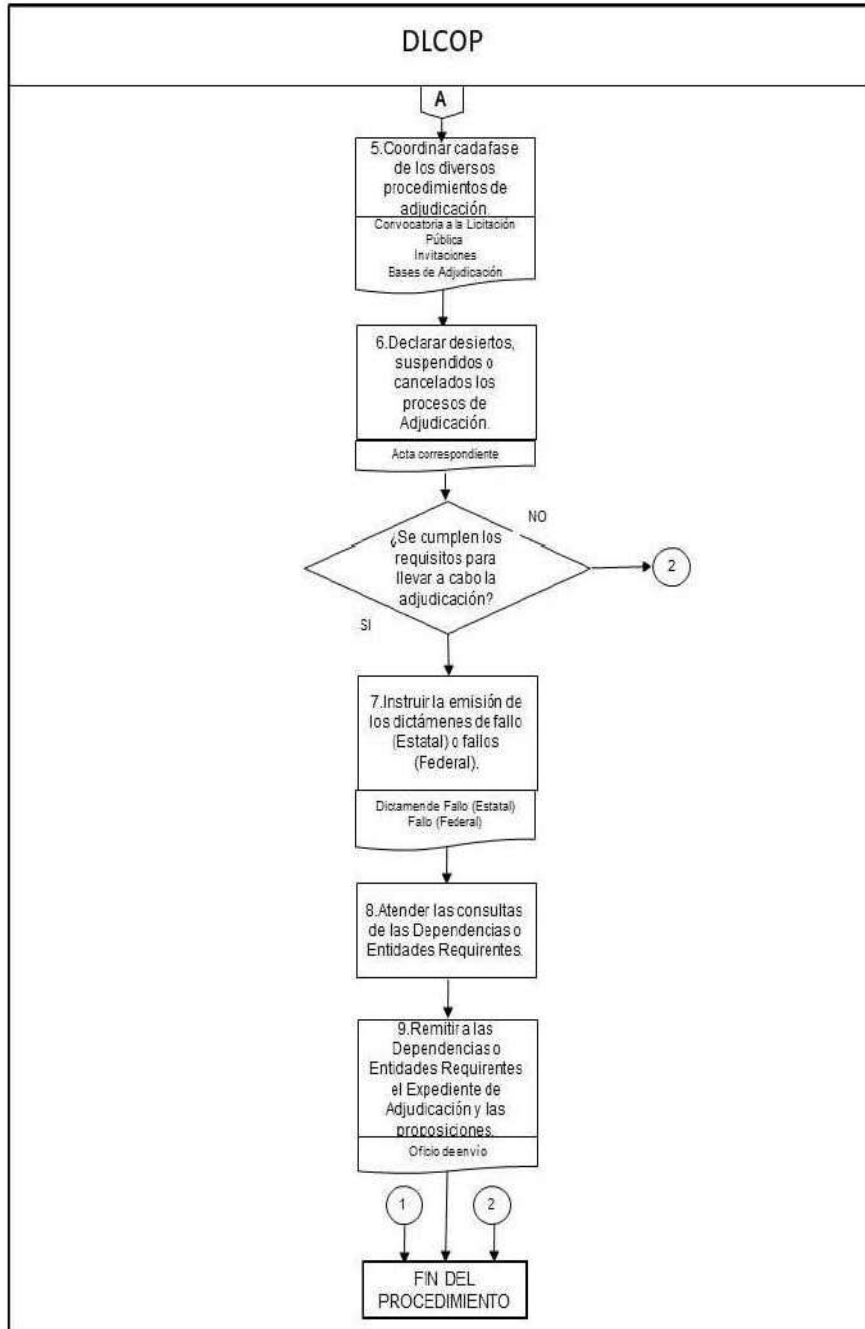 DLCOP
A
5.Coordinar cada fase
de los diversos
procedimientos de
adjudicación.
Convocatoria a la Licitación
Pública
Invitaciones
Bases de Adjudicación
6.Declarar desiertos,
suspendidos o
cancelados los
procesos de
Adjudicación.
Acta correspondiente
¿Se cumplen los
requisitos para
llevar a cabo la
adjudicación?
NO
2
SI
7.Instruir la emisión de
los dictámenes de fallo
(Estatal) o fallos
(Federal).
Dictamen de Fallo (Estatal)
Fallo (Federal)
8.Atender las consultas
de las Dependencias o
Entidades Requirentes.
9.Remitir a las
Dependencias o
Entidades Requirentes
el Expediente de
Adjudicación y las
proposiciones.
Oficio de envío
1
2
FIN DEL
PROCEDIMIENTO